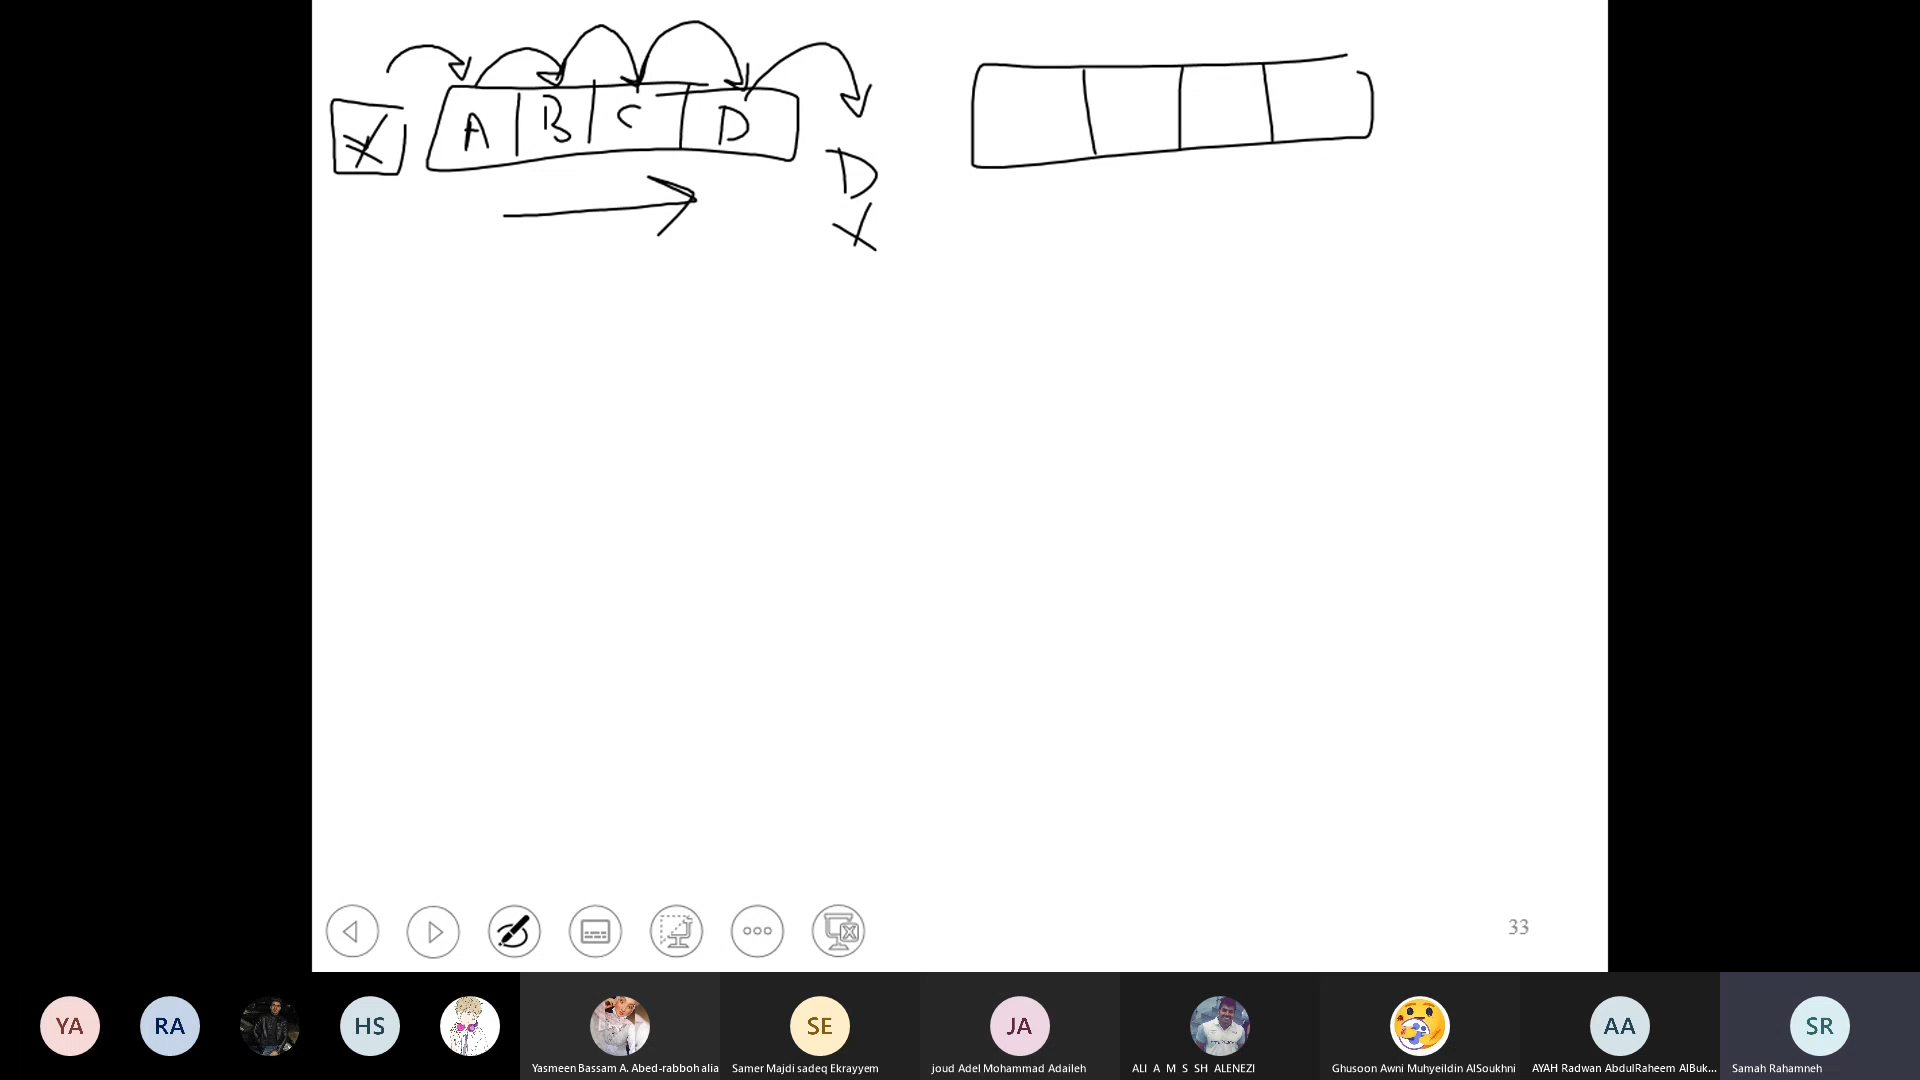 X A B C D
D
X
33
YA RA HS SE JA AA SR
Yasmeen Bassam A. Abed-rabboh alia Samer Majdi sadeq Ekrayyem joud Adel Mohammad Adaileh ALI A M S SH ALENEZI Ghusoon Awni Muhyeildin AlSoukhni AYAH Radwan AbdulRaheem AlBuk... Samah Rahamneh